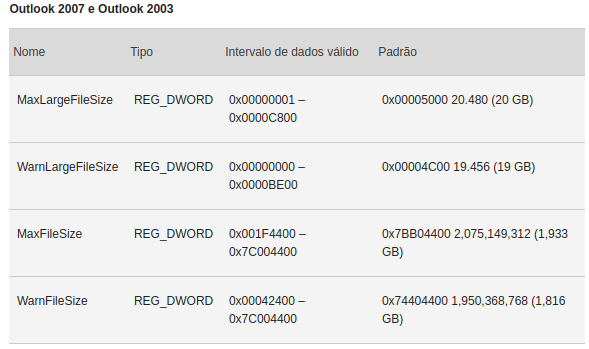 Outlook 2007 e Outlook 2003
Nome Tipo Intervalo de dados válido Padrão
MaxLargeFileSize REG_DWORD 0x00000001 – 0x00005000 20.480 (20 GB)
0x0000C800
WarnLargeFileSize REG_DWORD 0x00000000 – 0x00004C00 19.456 (19 GB)
0x0000BE00
MaxFileSize REG_DWORD 0x001F4400 – 0x7BB04400 2,075,149,312 (1,933
0x7C004400 GB)
WarnFileSize REG_DWORD 0x00042400 – 0x74404400 1,950,368,768 (1,816
0x7C004400 GB)